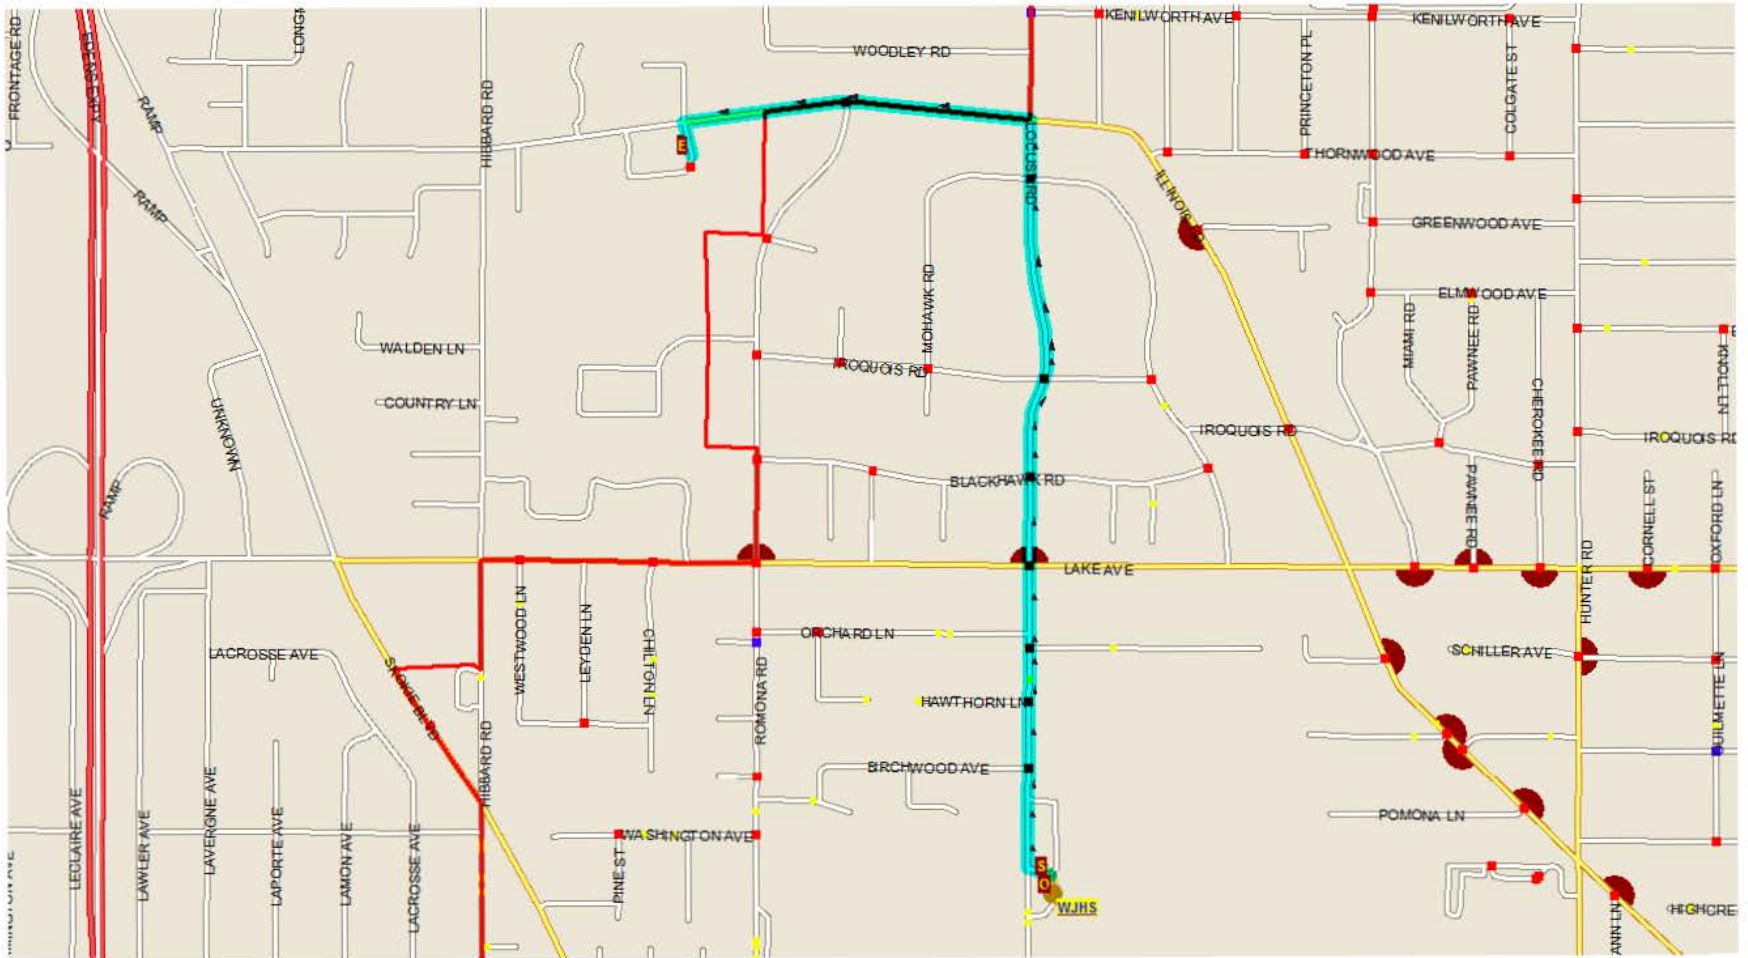 KENILWORTH AVE
KENILWORTH AVE
FRONTAGE RD
EDENS EXPY
WOODLEY RD
RAMP
HIBBARD RD
PRINCETON PL
COLGATE ST
E
LOCUST RD
THORNWOOD AVE
RAMP
GREENWOOD AVE
MOHAWK RD
ELMWOOD AVE
WALDEN LN
IROQUOIS RD
MIAMI RD
PAWNEE RD
KNOLL LN
COUNTRY LN
CHEROKEE RD
UNKNOWN
IROQUOIS RD
IROQUOIS RD
RAMP
BLACKHAWK RD
PAWNEE RD
CORNELL ST
OXFORD LN
LAKE AVE
HUNTER RD
WESTWOOD LN
LEYDEN LN
CHILTON LN
ORCHARD LN
LACROSSE AVE
SKOKIE BLVD
SCHILLER AVE
ROMONA RD
HAWTHORN LN
HIBBARD RD
BIRCHWOOD AVE
LECLAIRE AVE
LAWLER AVE
LAVERGNE AVE
LAPORTE AVE
LAMON AVE
LACROSSE AVE
WASHINGTON AVE
PINE ST
POMONA LN
S
O
WJHS
HIGHCRE
ANN LN